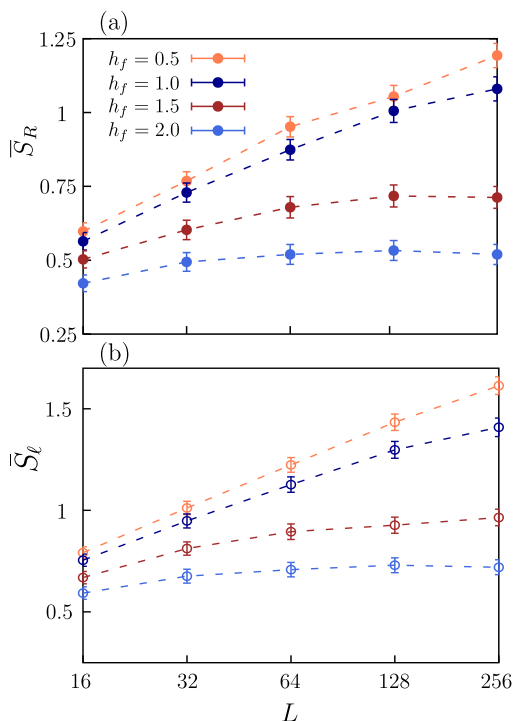 (a)
1.25
1
0.75
0.5
0.25
S̅_R
h_f = 0.5
h_f = 1.0
h_f = 1.5
h_f = 2.0
(b)
1.5
1
0.5
S̅_ℓ
16 32 64 128 256
L